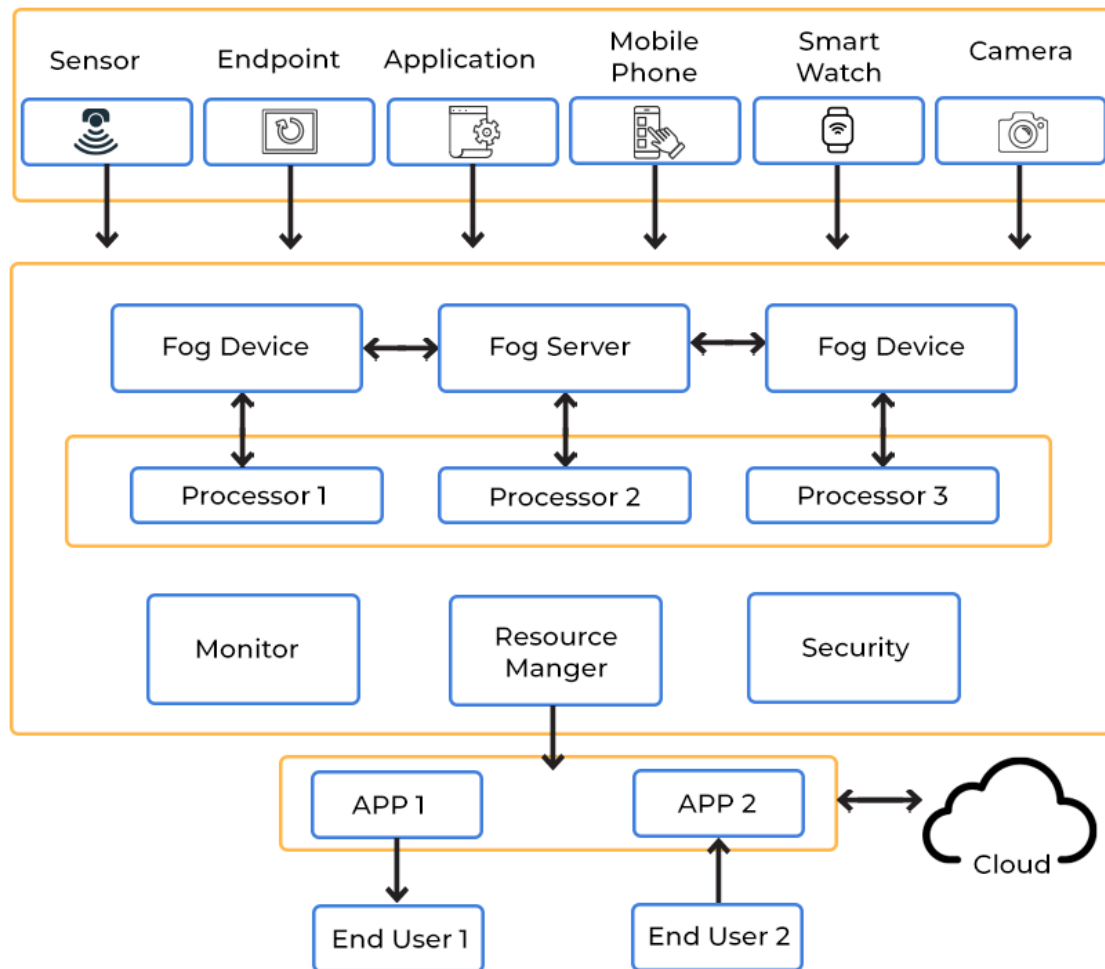 Sensor
Endpoint
Application
Mobile
Phone
Smart
Watch
Camera
Fog Device
Fog Server
Fog Device
Processor 1
Processor 2
Processor 3
Monitor
Resource
Manger
Security
APP 1
APP 2
Cloud
End User 1
End User 2